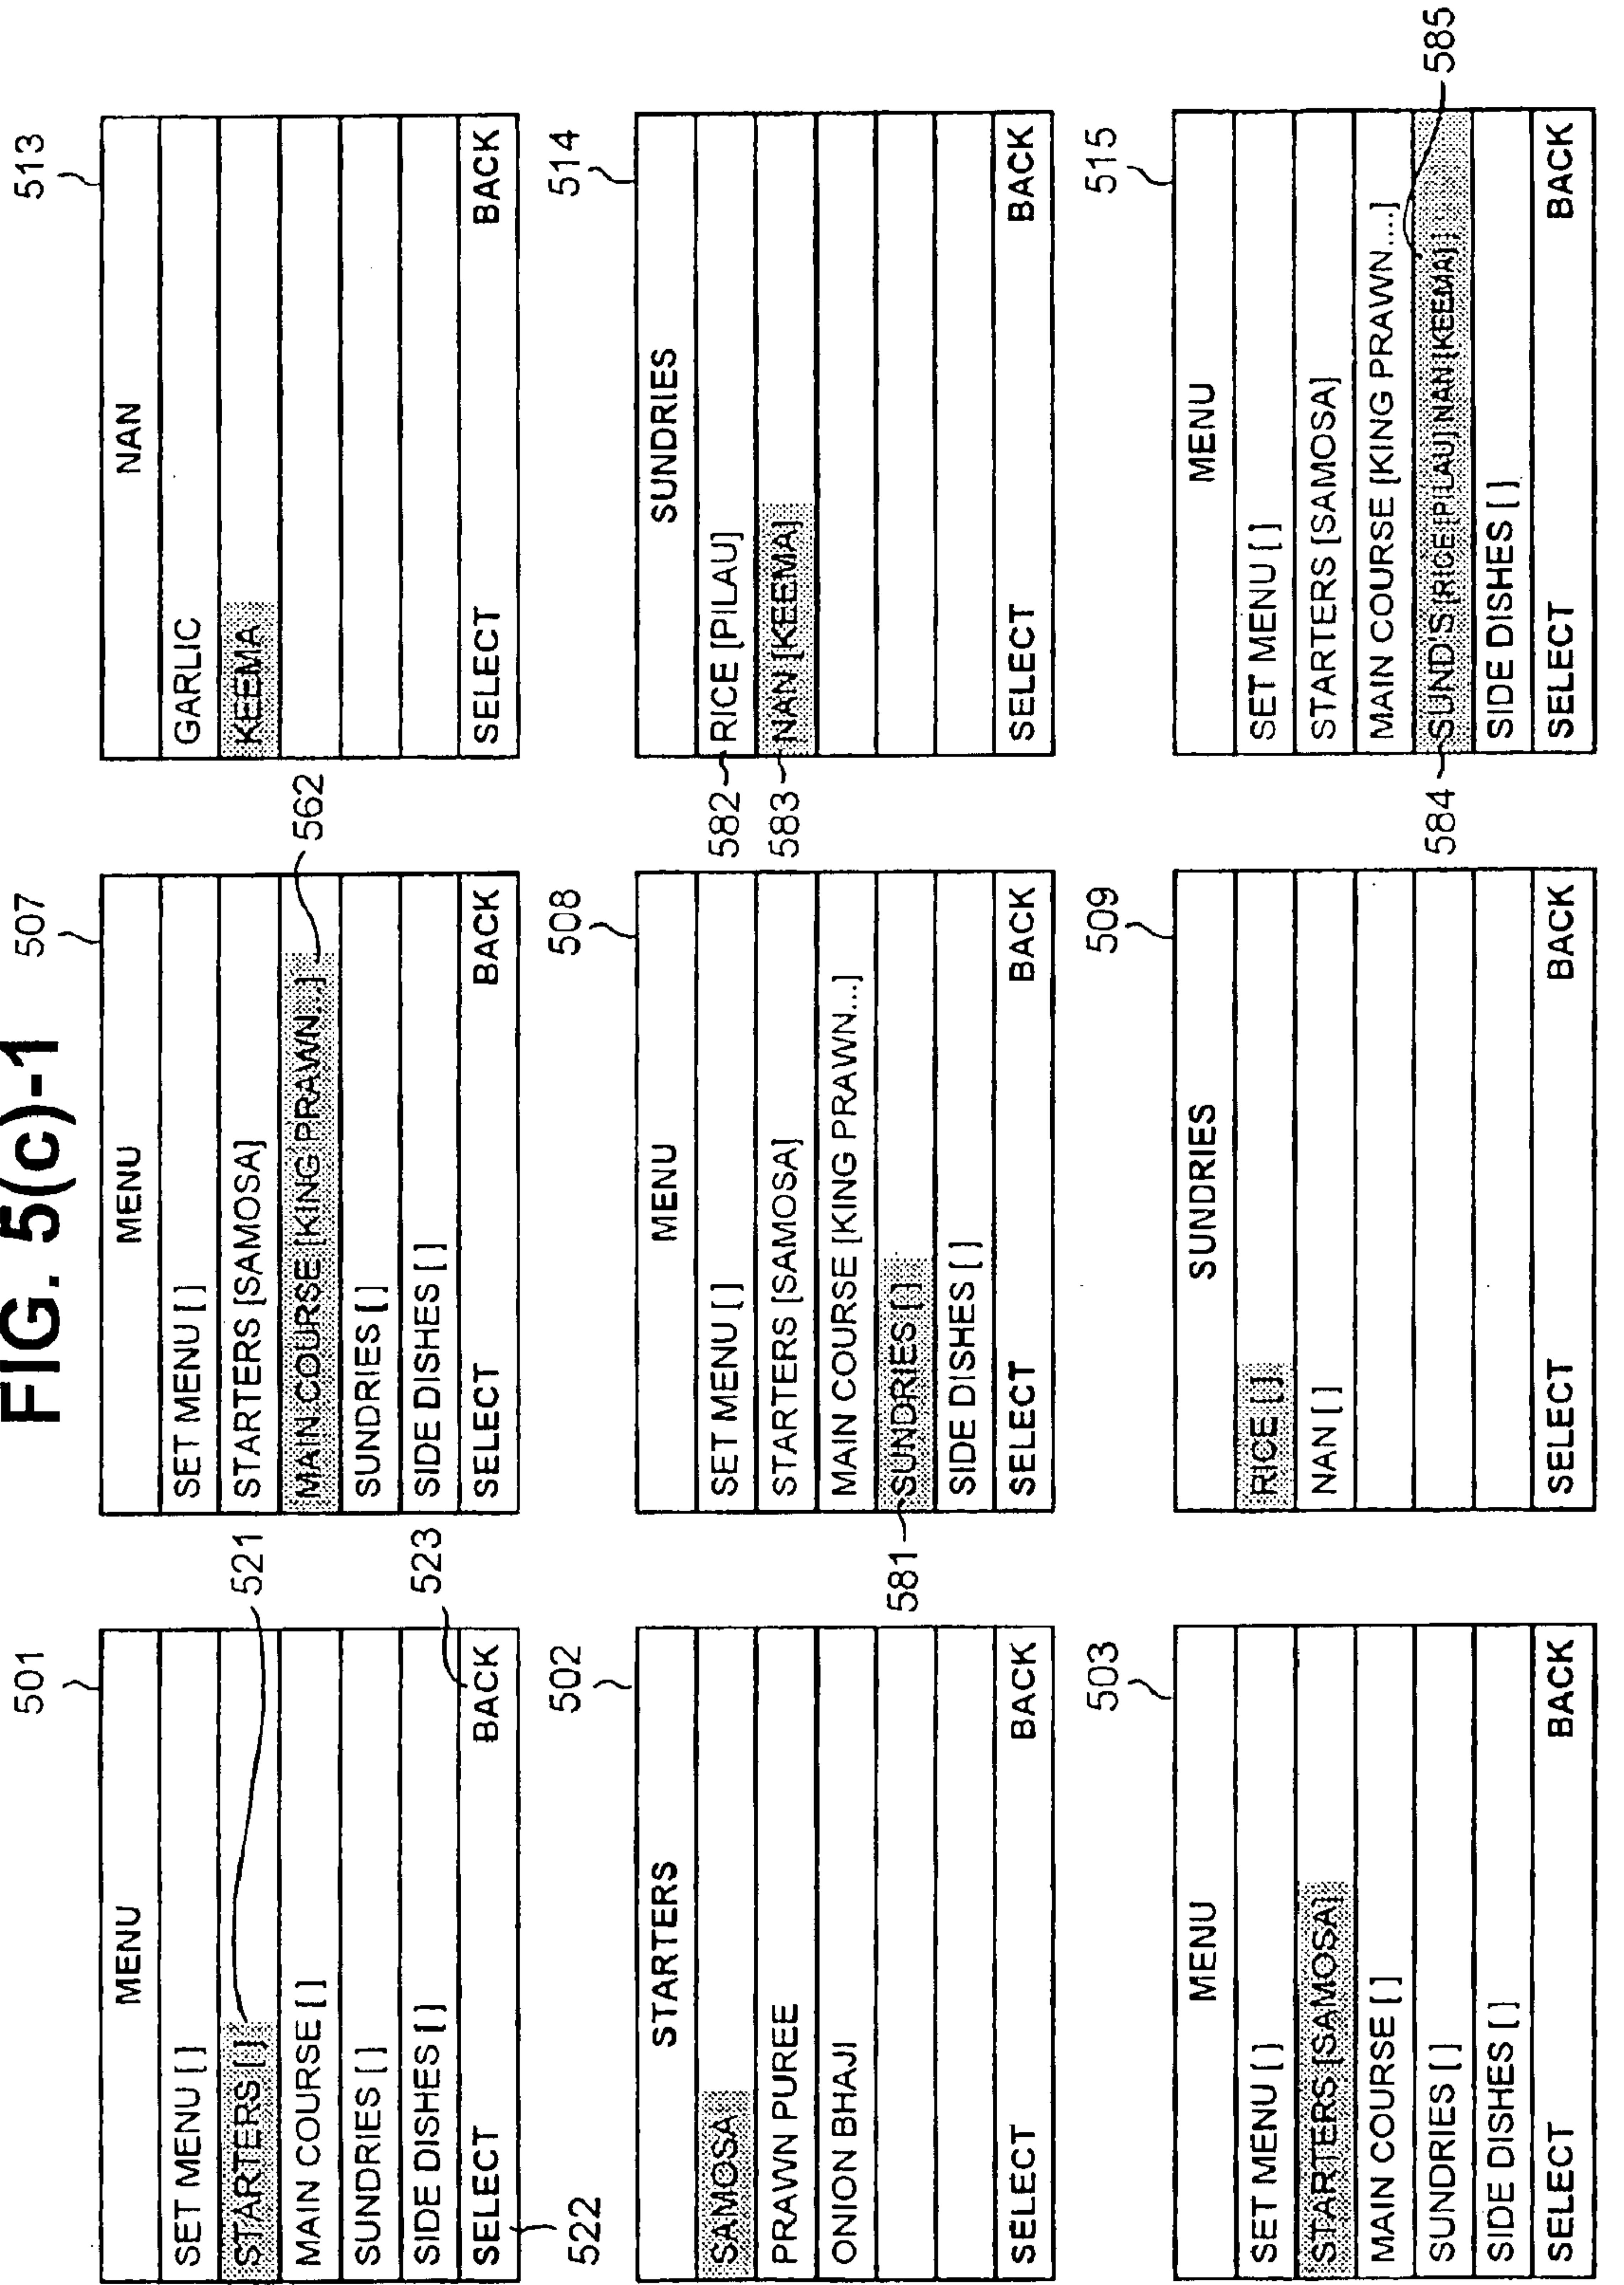 FIG. 5(c)-1
501
MENU
SET MENU [ ]
STARTERS [ ]
521
MAIN COURSE [ ]
SUNDRIES [ ]
SIDE DISHES [ ]
523
SELECT BACK
522
502
STARTERS
SAMOSA
PRAWN PUREE
ONION BHAJI
SELECT BACK
503
MENU
SET MENU [ ]
STARTERS [SAMOSA]
MAIN COURSE [ ]
SUNDRIES [ ]
SIDE DISHES [ ]
SELECT BACK
507
MENU
SET MENU [ ]
STARTERS [SAMOSA]
MAIN COURSE [KING PRAWN...]
562
SUNDRIES [ ]
SIDE DISHES [ ]
SELECT BACK
508
MENU
SET MENU [ ]
STARTERS [SAMOSA]
MAIN COURSE [KING PRAWN...]
581
SUNDRIES [ ]
SIDE DISHES [ ]
SELECT BACK
509
SUNDRIES
RICE [ ]
NAN [ ]
SELECT BACK
513
NAN
GARLIC
KEEMA
SELECT BACK
514
SUNDRIES
582 RICE [PILAU]
583 NAN [KEEMA]
SELECT BACK
515
MENU
SET MENU [ ]
STARTERS [SAMOSA]
MAIN COURSE [KING PRAWN....]
584 SUND'S [RICE [PILAU] NAN [KEEMA]]
585
SIDE DISHES [ ]
SELECT BACK